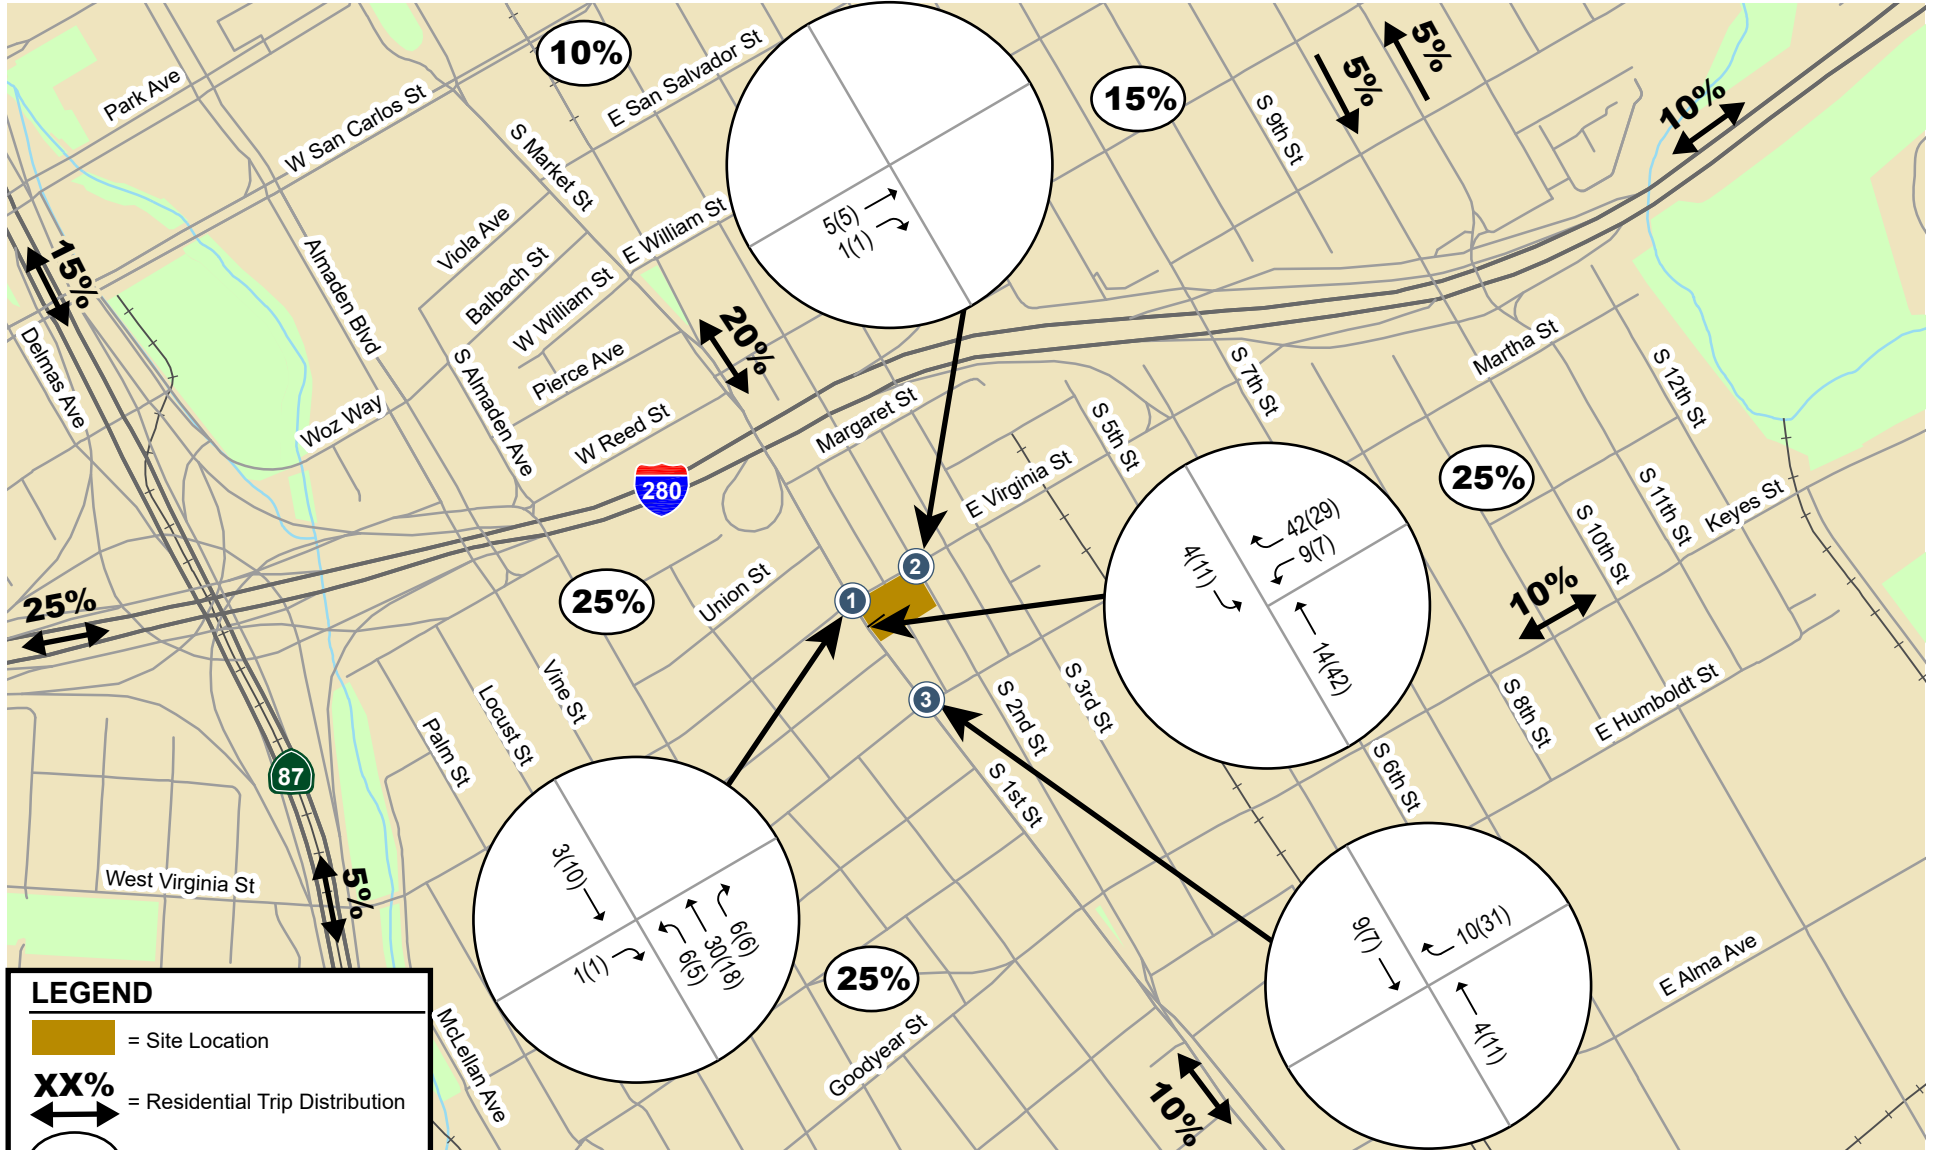 10%
E San Salvador St
Park Ave
W San Carlos St
S Market St
15%
S 9th St
5%
5%
10%
5(5)
1(1)
Viola Ave
E William St
Balbach St
W William St
Almaden Blvd
15%
Delmas Ave
20%
Pierce Ave
S Almaden Ave
Woz Way
W Reed St
Margaret St
S 7th St
Martha St
S 12th St
280
S 5th St
E Virginia St
25%
S 11th St
Keyes St
S 10th St
42(29)
9(7)
4(11)
14(42)
2
1
Union St
25%
25%
10%
3
Vine St
Locust St
Palm St
S 3rd St
S 2nd St
S 8th St
E Humboldt St
S 6th St
S 1st St
87
West Virginia St
5%
3(10)
6(6)
30(18)
6(5)
1(1)
25%
9(7)
10(31)
4(11)
E Alma Ave
Goodyear St
McLellan Ave
10%
LEGEND
= Site Location
XX%
= Residential Trip Distribution